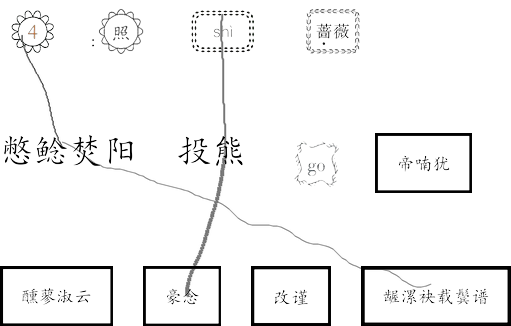 4 : 照 shì 蔷薇
憋鲶焚阳 投熊 go 帝喃犹
醺蓼淑云 豪念 改谨 龌漯袂载鬓谱